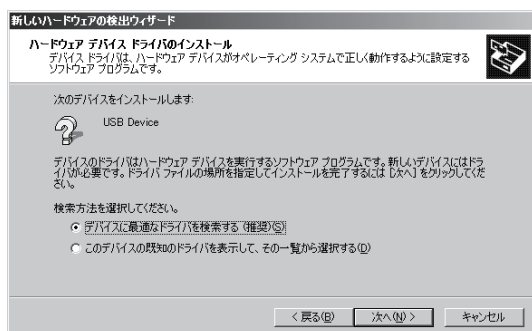 新しいハードウェアの検出ウィザード
ハードウェア デバイス ドライバのインストール
デバイス ドライバは、ハードウェア デバイスがオペレーティング システムで正しく動作するように設定する
ソフトウェア プログラムです。
次のデバイスをインストールします:
USB Device
デバイスのドライバはハードウェア デバイスを実行するソフトウェア プログラムです。新しいデバイスにはドラ
イバが必要です。ドライバ ファイルの場所を指定してインストールを完了するには [次へ] をクリックしてくだ
さい。
検索方法を選択してください。
デバイスに最適なドライバを検索する (推奨)(S)
このデバイスの既知のドライバを表示して、その一覧から選択する(D)
< 戻る(B) 次へ(N) > キャンセル